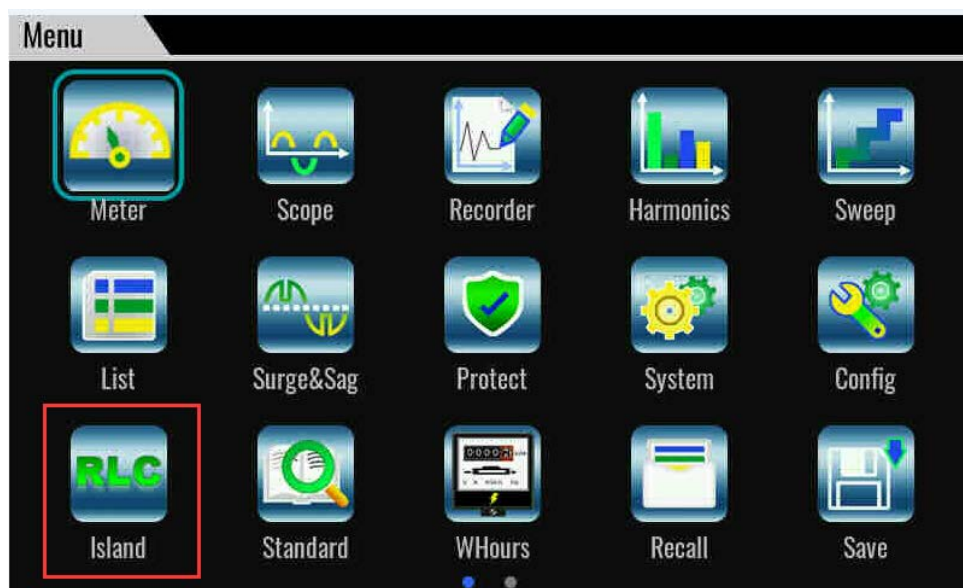 Menu
Meter Scope Recorder Harmonics Sweep
List Surge&Sag Protect System Config
RLC
Island Standard WHours Recall Save